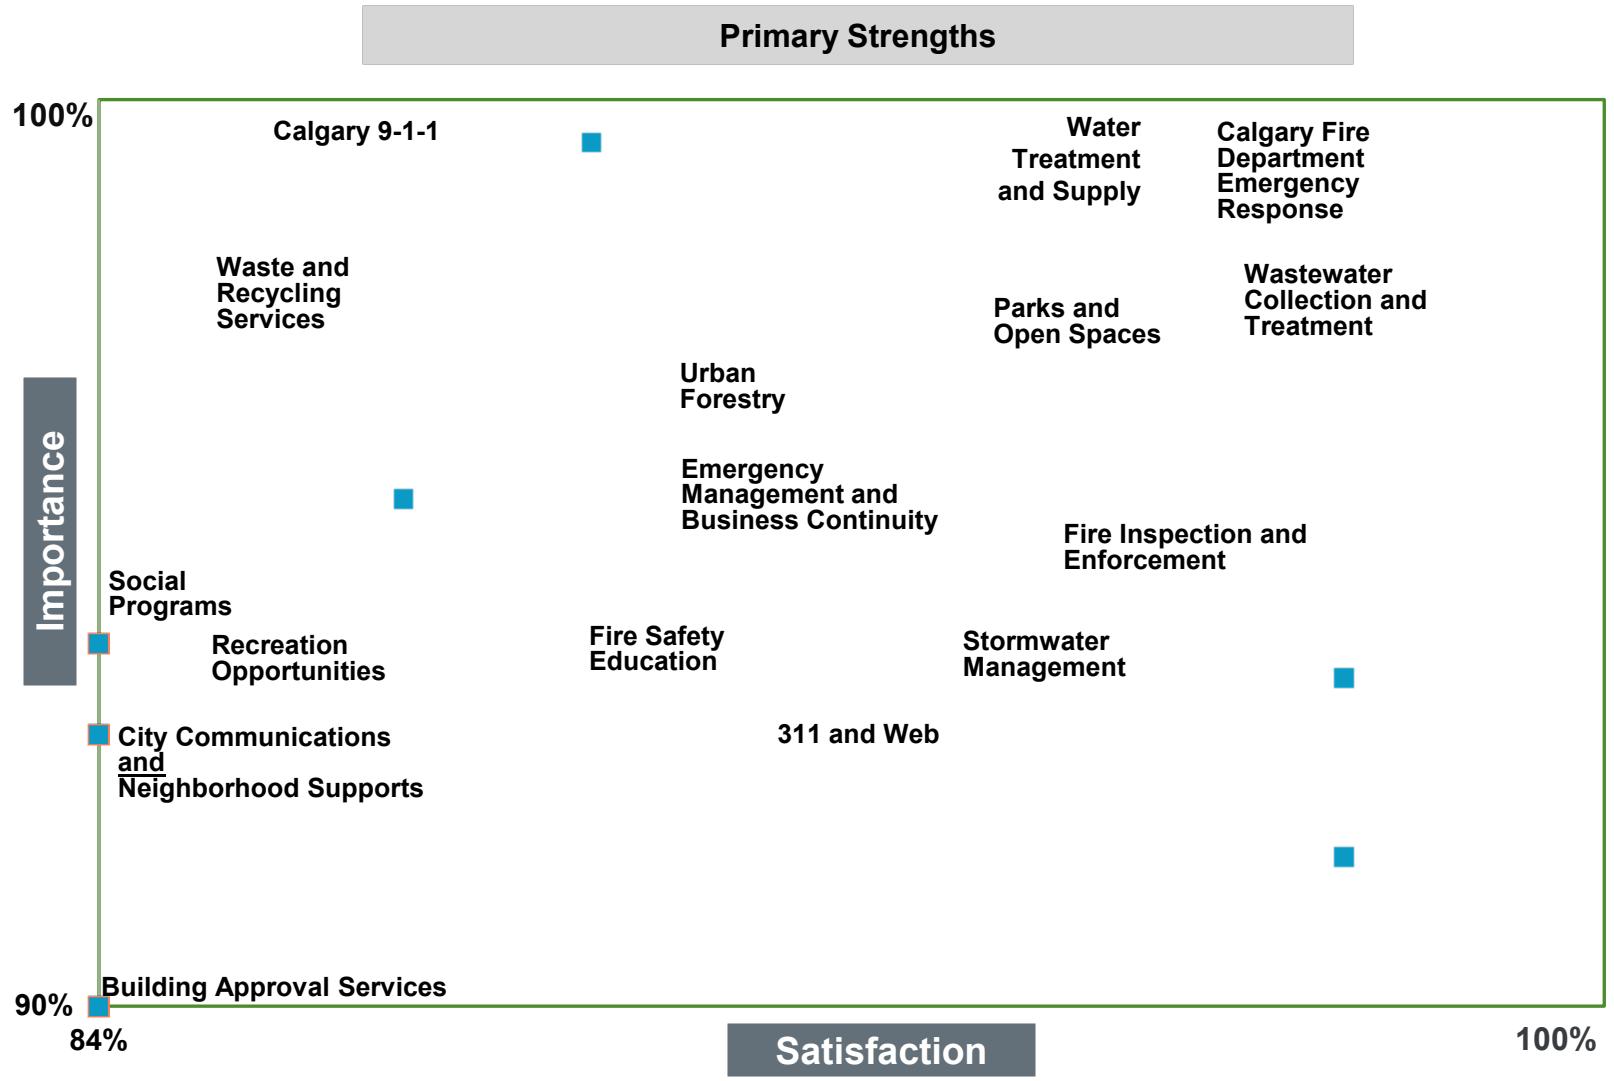 Primary Strengths
100%
Calgary 9-1-1
Water
Treatment
and Supply
Calgary Fire
Department
Emergency
Response
Waste and
Recycling
Services
Parks and
Open Spaces
Wastewater
Collection and
Treatment
Urban
Forestry
Emergency
Management and
Business Continuity
Fire Inspection and
Enforcement
Importance
Social
Programs
Recreation
Opportunities
Fire Safety
Education
Stormwater
Management
City Communications
and
Neighborhood Supports
311 and Web
Building Approval Services
90%
84%
Satisfaction
100%